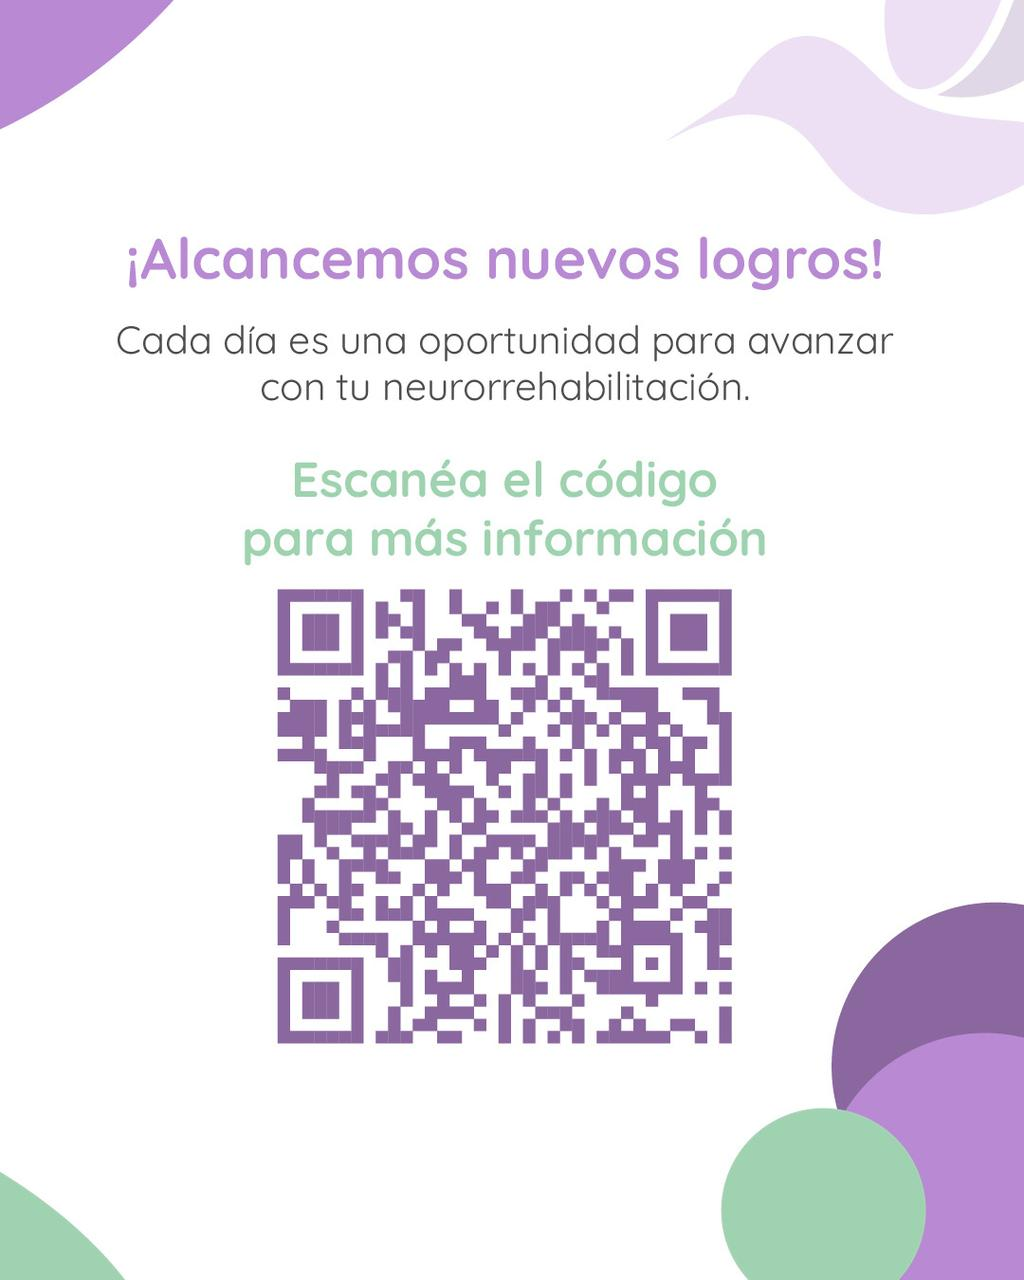 ¡Alcancemos nuevos logros!
Cada día es una oportunidad para avanzar
con tu neurorrehabilitación.
Escanéa el código
para más información